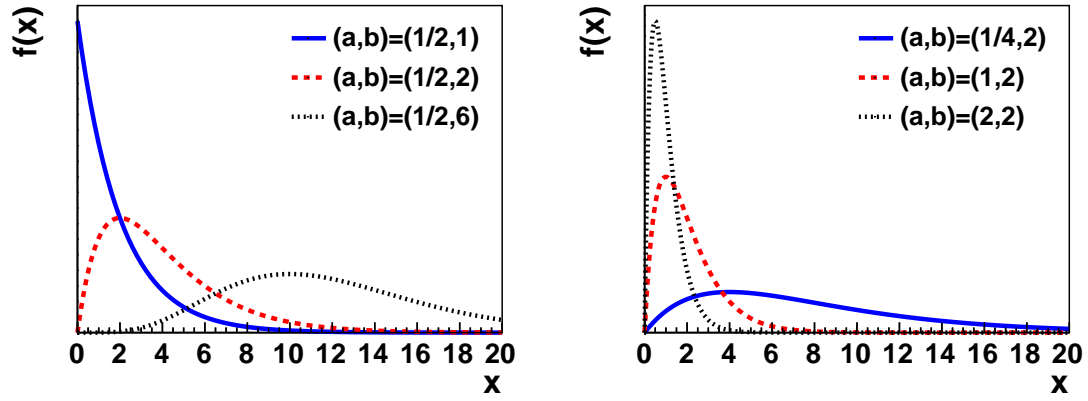 f(x)
(a,b)=(1/2,1)
(a,b)=(1/2,2)
(a,b)=(1/2,6)
0 2 4 6 8 10 12 14 16 18 20
x
f(x)
(a,b)=(1/4,2)
(a,b)=(1,2)
(a,b)=(2,2)
0 2 4 6 8 10 12 14 16 18 20
x